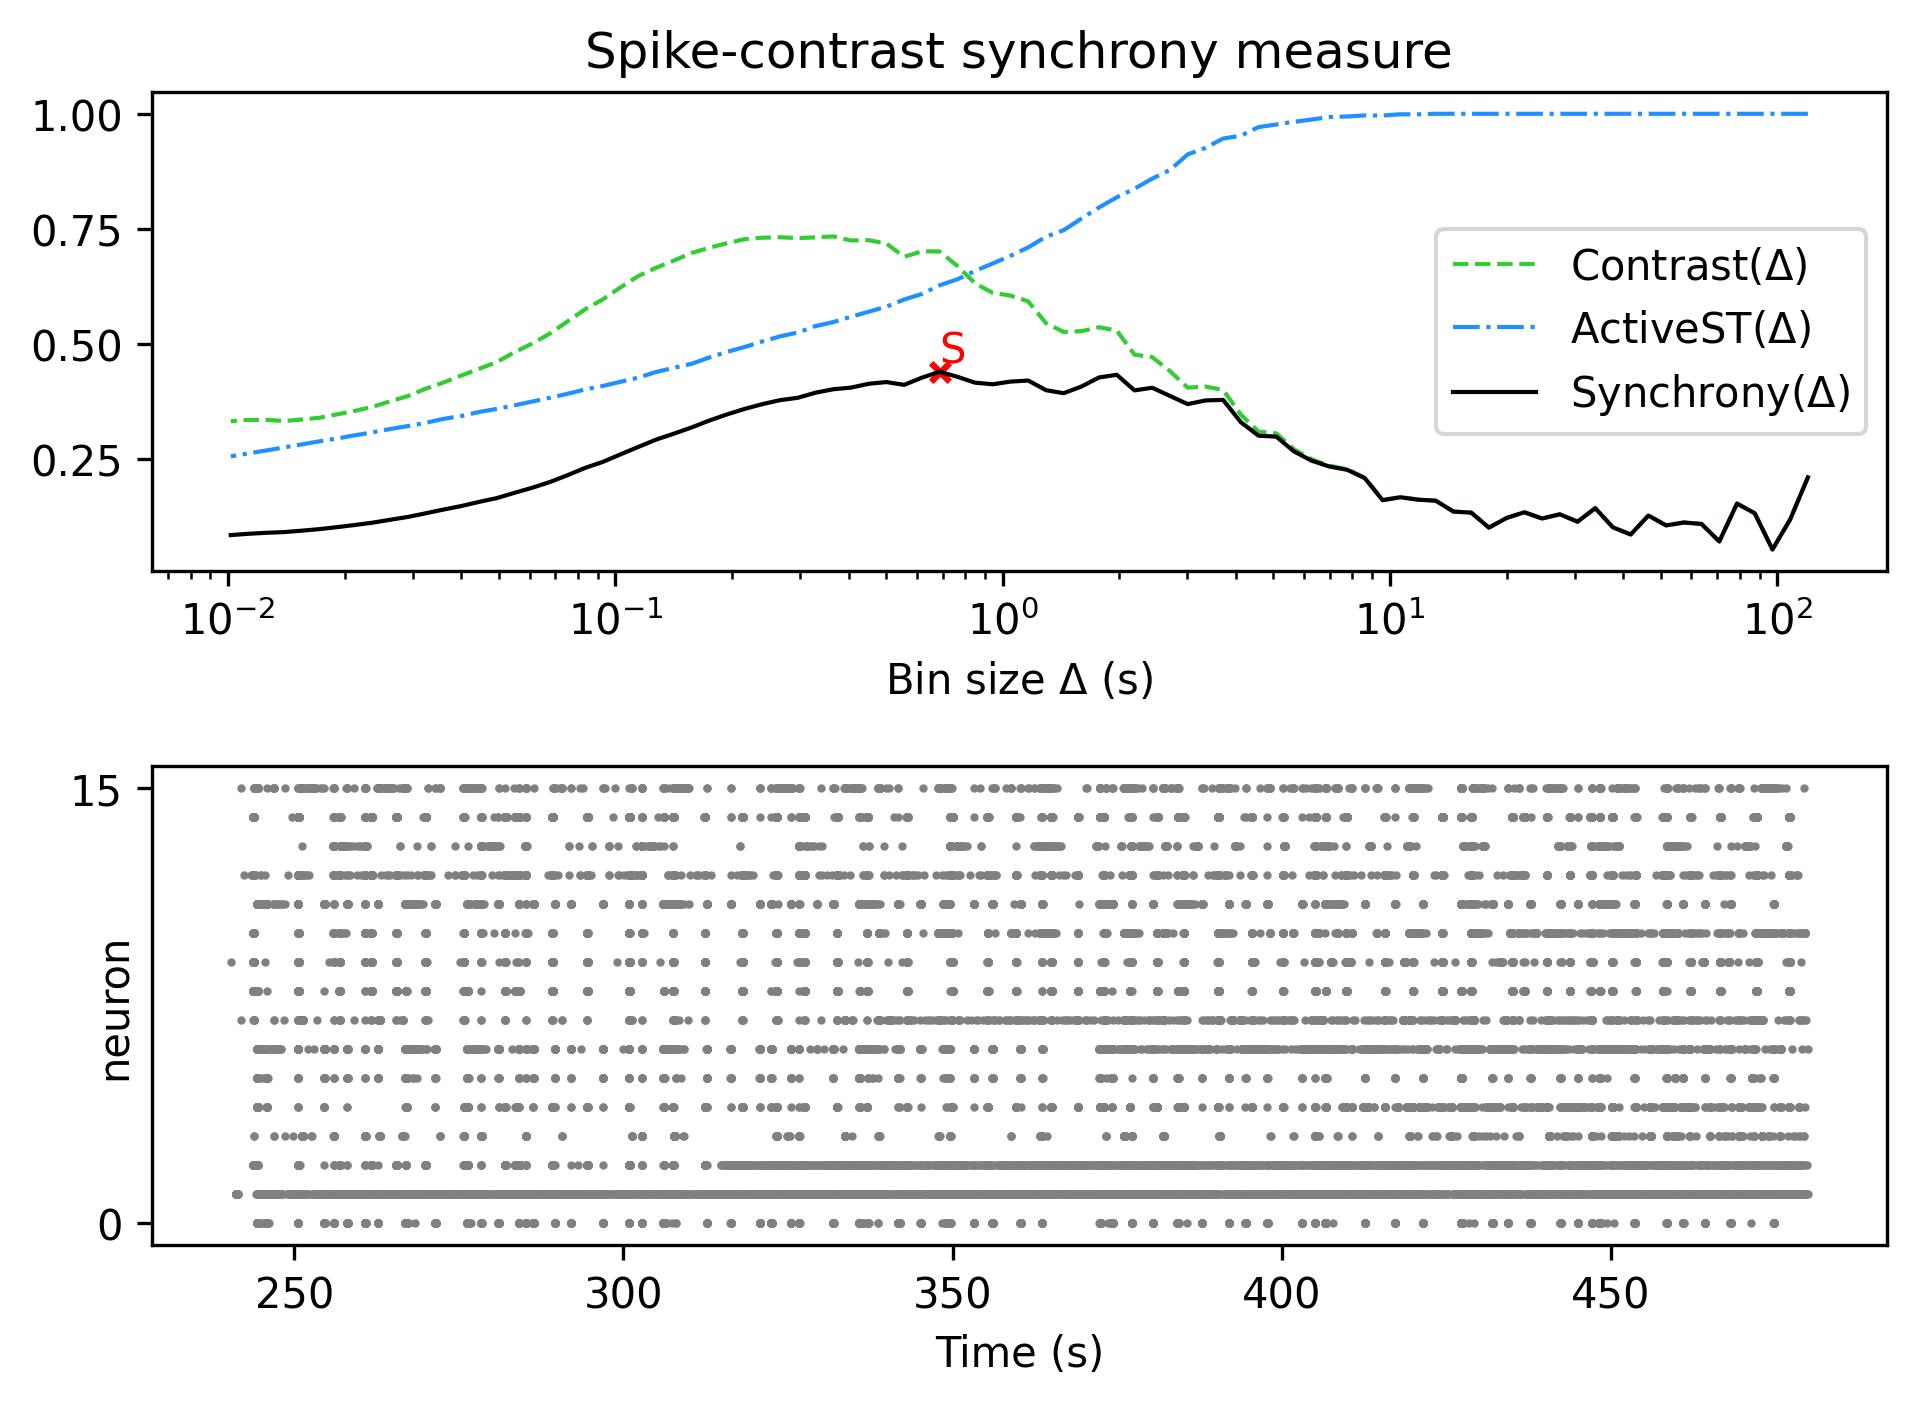 Spike-contrast synchrony measure
1.00
0.75
0.50
0.25
S
Contrast(Δ)
ActiveST(Δ)
Synchrony(Δ)
10⁻² 10⁻¹ 10⁰ 10¹ 10²
Bin size Δ (s)
15
neuron
0
250 300 350 400 450
Time (s)